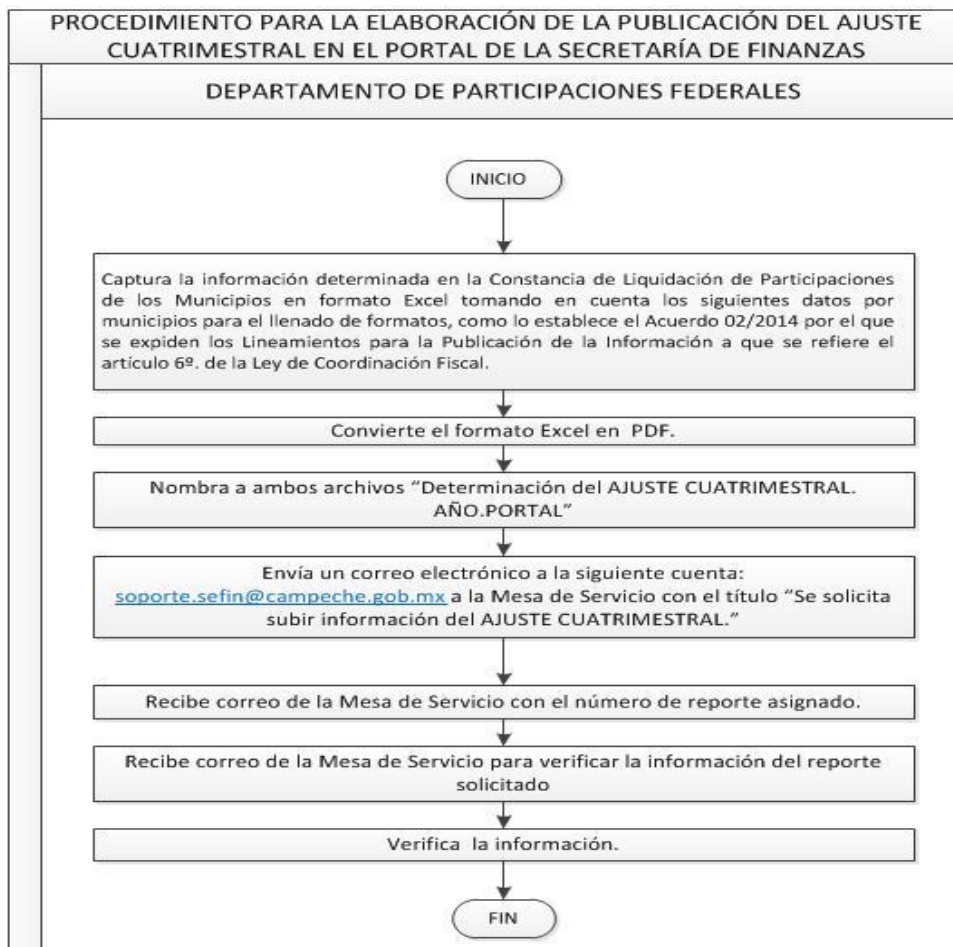 PROCEDIMIENTO PARA LA ELABORACIÓN DE LA PUBLICACIÓN DEL AJUSTE
CUATRIMESTRAL EN EL PORTAL DE LA SECRETARÍA DE FINANZAS
DEPARTAMENTO DE PARTICIPACIONES FEDERALES
INICIO
Captura la información determinada en la Constancia de Liquidación de Participaciones
de los Municipios en formato Excel tomando en cuenta los siguientes datos por
municipios para el llenado de formatos, como lo establece el Acuerdo 02/2014 por el que
se expiden los Lineamientos para la Publicación de la Información a que se refiere el
artículo 6º. de la Ley de Coordinación Fiscal.
Convierte el formato Excel en PDF.
Nombra a ambos archivos “Determinación del AJUSTE CUATRIMESTRAL.
AÑO.PORTAL”
Envía un correo electrónico a la siguiente cuenta:
soporte.sefin@campeche.gob.mx a la Mesa de Servicio con el título “Se solicita
subir información del AJUSTE CUATRIMESTRAL.”
Recibe correo de la Mesa de Servicio con el número de reporte asignado.
Recibe correo de la Mesa de Servicio para verificar la información del reporte
solicitado
Verifica la información.
FIN